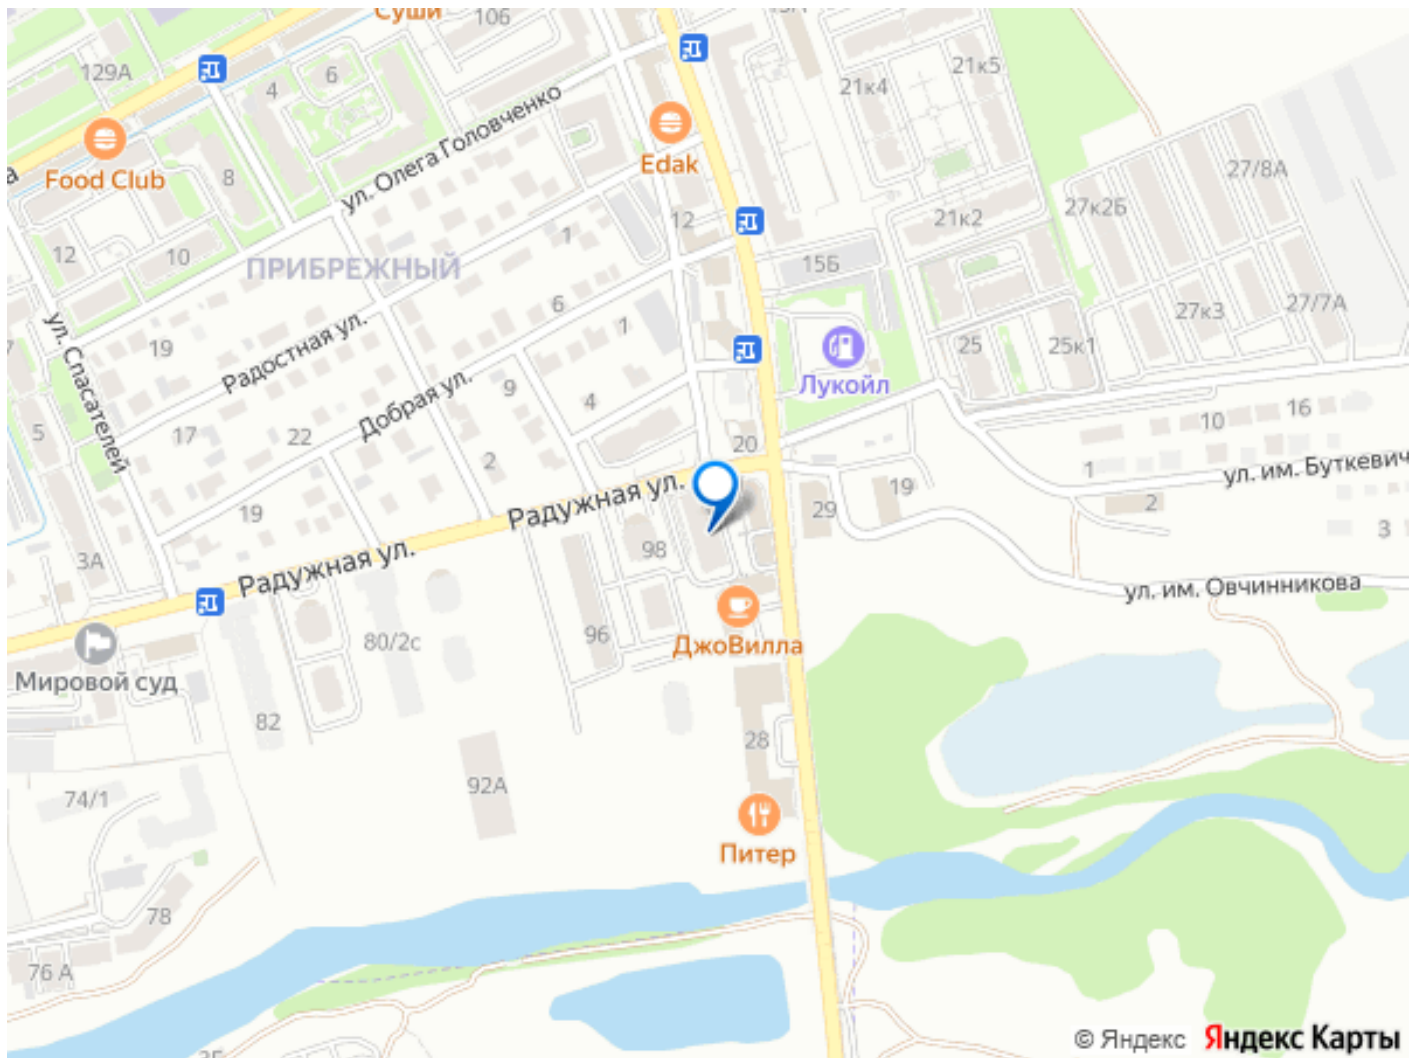 Суши
106
129А
6
4
21к5
21к4
Edak
Food Club
ул. Олега Головченко
8
27/8А
12
27к2Б
21к2
12
10
1
ПРИБРЕЖНЫЙ
15Б
6
27/7А
27к3
ул. Спасателей
19
1
25
25к1
Радостная ул.
Лукойл
9
4
Добрая ул.
16
10
5
17
22
20
2
1
ул. им. Буткевич
Радужная ул.
19
2
29
19
3
98
3А
Радужная ул.
ул. им. Овчинникова
96
80/2с
ДжоВилла
Мировой суд
82
28
92А
74/1
Питер
78
76 А
© Яндекс
Яндекс Карты